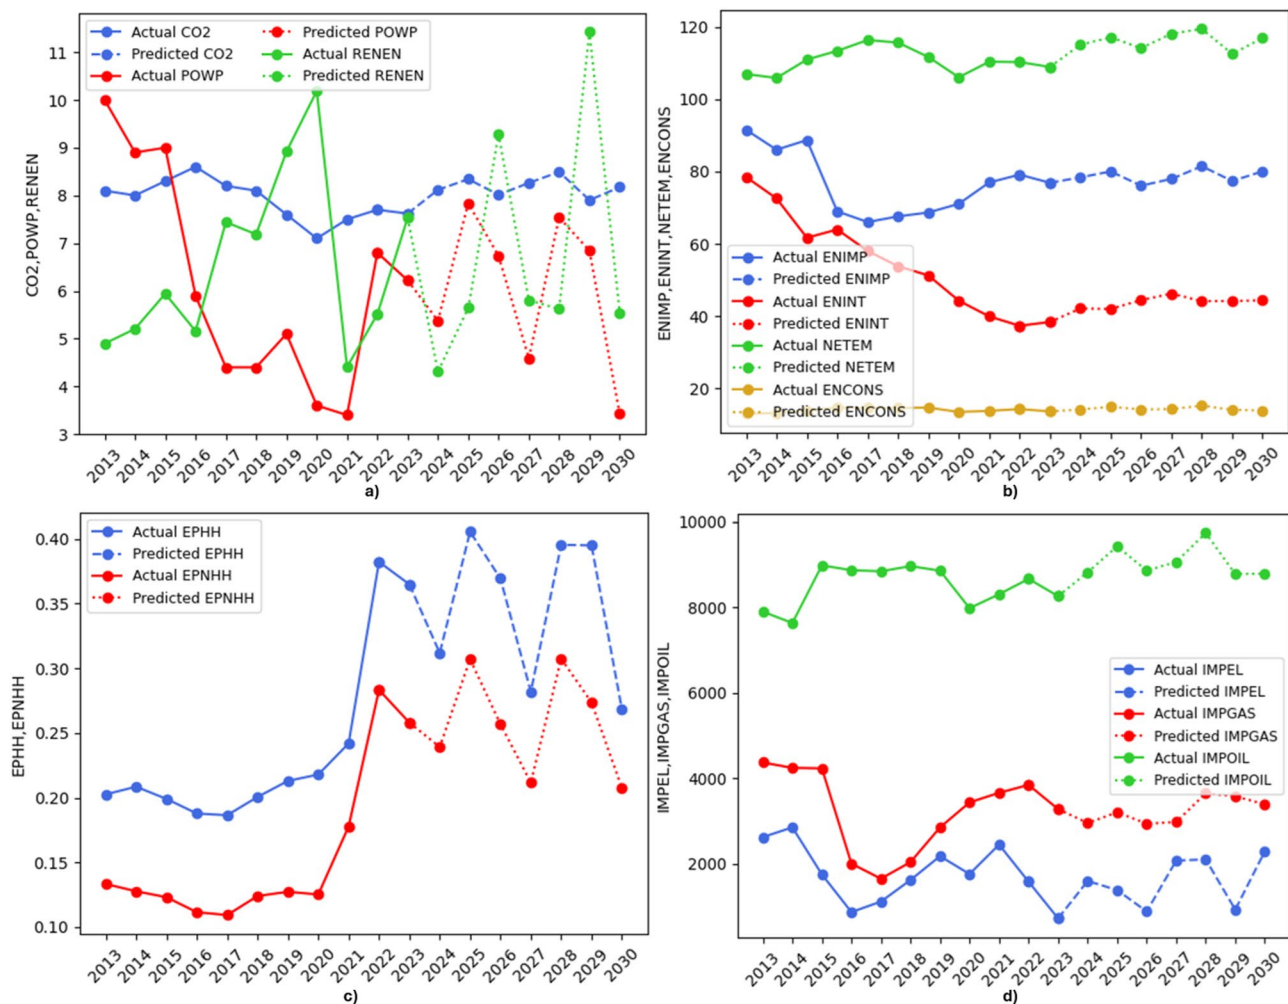 CO2,POWP,RENEN
11
10
9
8
7
6
5
4
3
Actual CO2
Predicted CO2
Actual POWP
Predicted POWP
Actual RENEN
Predicted RENEN
2013 2014 2015 2016 2017 2018 2019 2020 2021 2022 2023 2024 2025 2026 2027 2028 2029 2030
a)
ENIMP,ENINT,NETEM,ENCONS
120
100
80
60
40
20
Actual ENIMP
Predicted ENIMP
Actual ENINT
Predicted ENINT
Actual NETEM
Predicted NETEM
Actual ENCONS
Predicted ENCONS
2013 2014 2015 2016 2017 2018 2019 2020 2021 2022 2023 2024 2025 2026 2027 2028 2029 2030
b)
EPHH,EPNHH
0.40
0.35
0.30
0.25
0.20
0.15
0.10
Actual EPHH
Predicted EPHH
Actual EPNHH
Predicted EPNHH
2013 2014 2015 2016 2017 2018 2019 2020 2021 2022 2023 2024 2025 2026 2027 2028 2029 2030
c)
IMPEL,IMPGAS,IMPOIL
10000
8000
6000
4000
2000
Actual IMPEL
Predicted IMPEL
Actual IMPGAS
Predicted IMPGAS
Actual IMPOIL
Predicted IMPOIL
2013 2014 2015 2016 2017 2018 2019 2020 2021 2022 2023 2024 2025 2026 2027 2028 2029 2030
d)